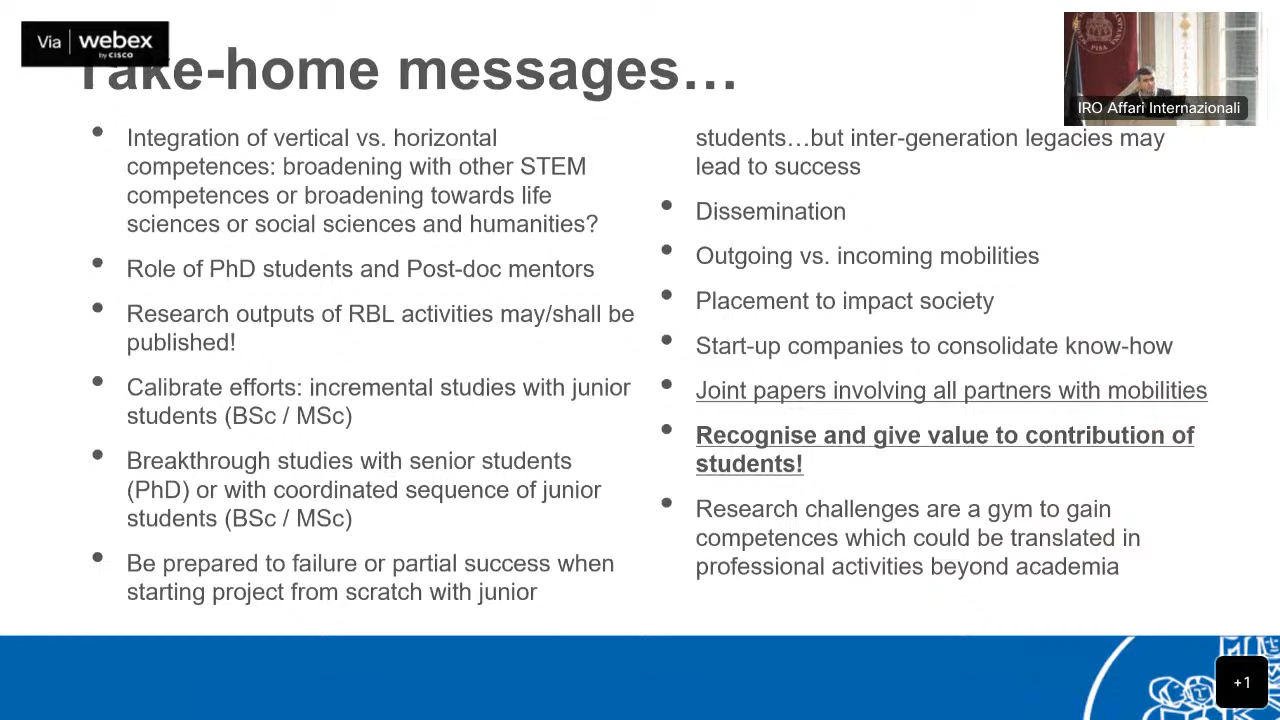 Via webex
by CISCO
Take-home messages…
PISA
IRO Affari Internazionali
Integration of vertical vs. horizontal
competences: broadening with other STEM
competences or broadening towards life
sciences or social sciences and humanities?
Role of PhD students and Post-doc mentors
Research outputs of RBL activities may/shall be
published!
Calibrate efforts: incremental studies with junior
students (BSc / MSc)
Breakthrough studies with senior students
(PhD) or with coordinated sequence of junior
students (BSc / MSc)
Be prepared to failure or partial success when
starting project from scratch with junior
students…but inter-generation legacies may
lead to success
Dissemination
Outgoing vs. incoming mobilities
Placement to impact society
Start-up companies to consolidate know-how
Joint papers involving all partners with mobilities
Recognise and give value to contribution of
students!
Research challenges are a gym to gain
competences which could be translated in
professional activities beyond academia
+1